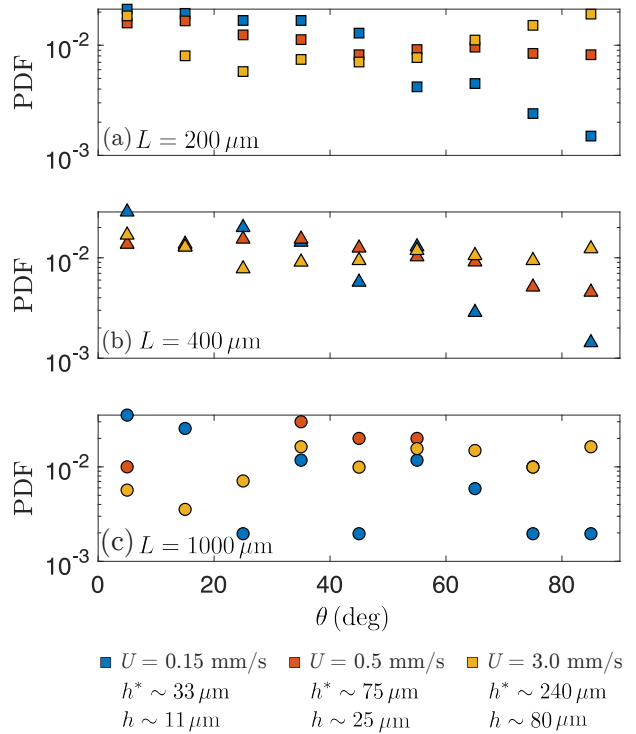 10^{-2}
PDF
(a) L = 200 μm
10^{-3}
10^{-2}
PDF
(b) L = 400 μm
10^{-3}
10^{-2}
PDF
(c) L = 1000 μm
10^{-3}
0 20 40 60 80
θ (deg)
U = 0.15 mm/s U = 0.5 mm/s U = 3.0 mm/s
h* ∼ 33 μm h* ∼ 75 μm h* ∼ 240 μm
h ∼ 11 μm h ∼ 25 μm h ∼ 80 μm